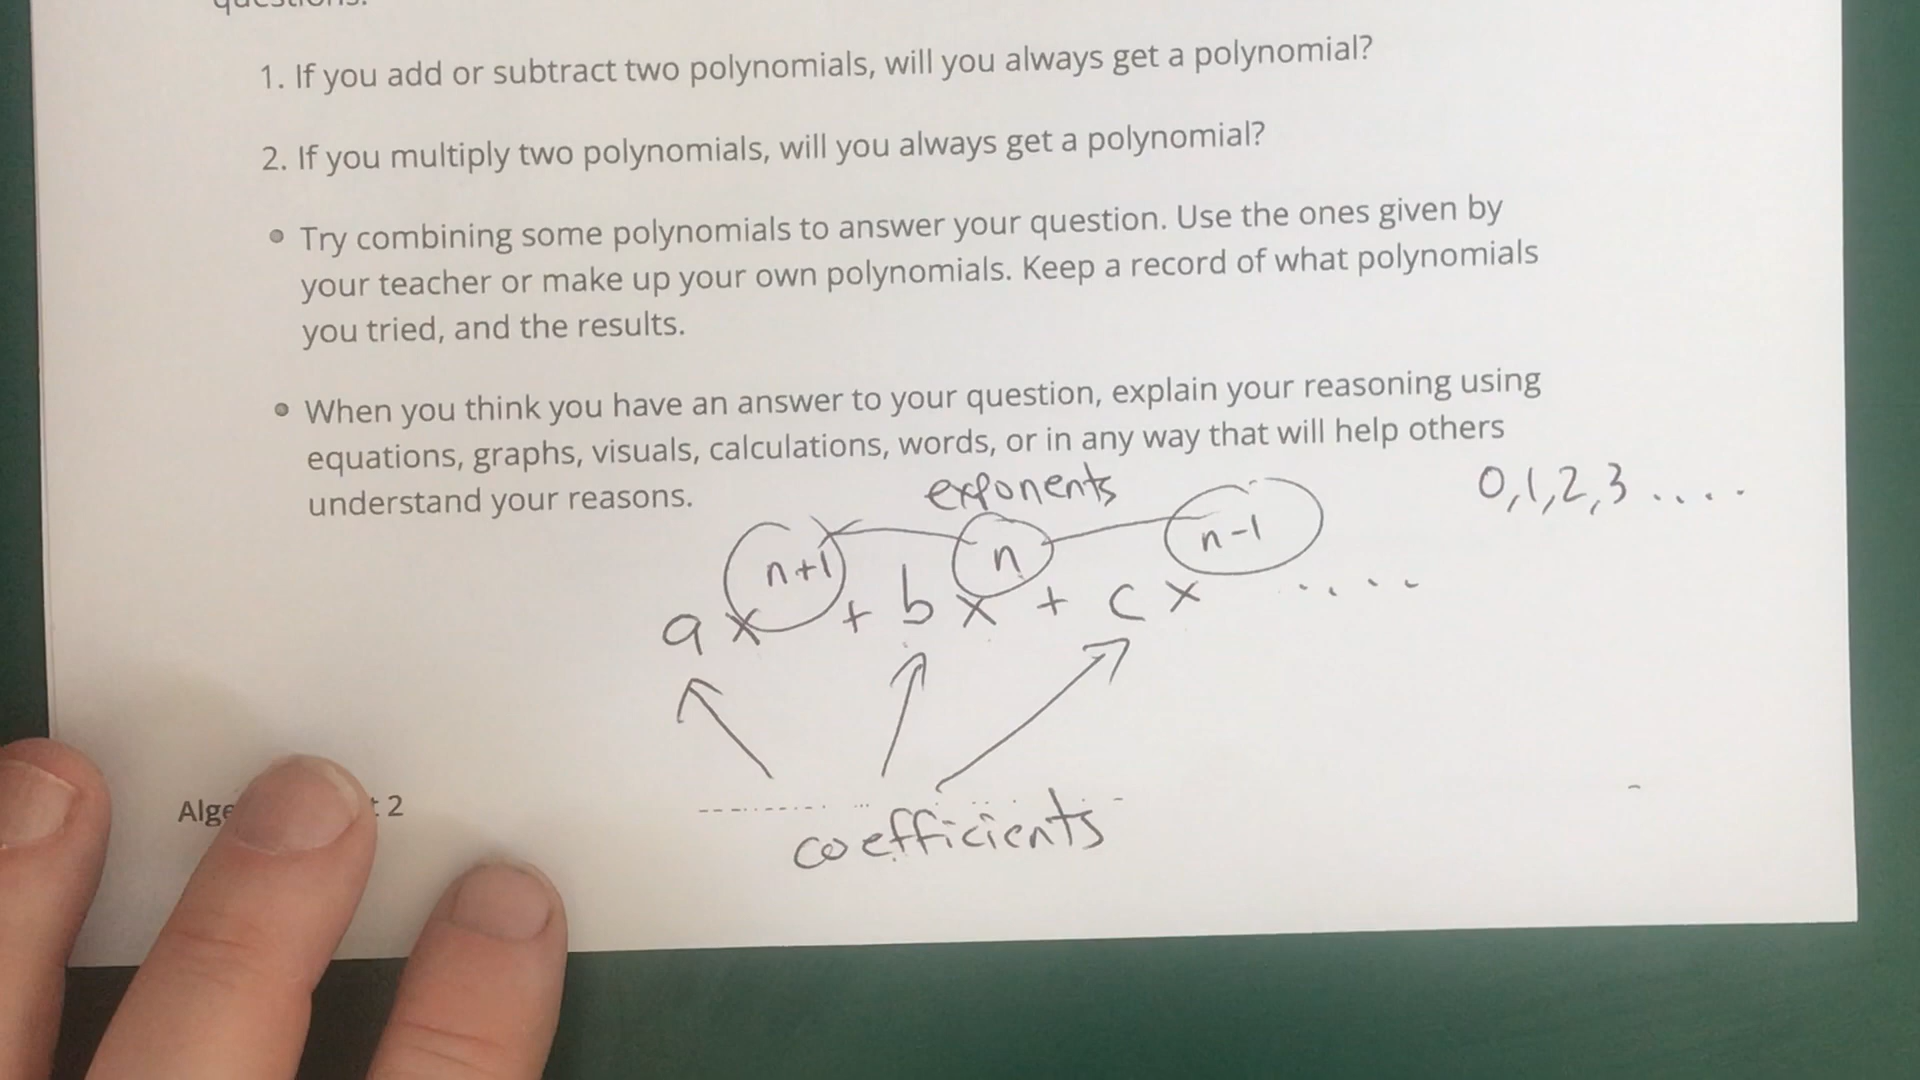 questions.
1. If you add or subtract two polynomials, will you always get a polynomial?
2. If you multiply two polynomials, will you always get a polynomial?
• Try combining some polynomials to answer your question. Use the ones given by
your teacher or make up your own polynomials. Keep a record of what polynomials
you tried, and the results.
• When you think you have an answer to your question, explain your reasoning using
equations, graphs, visuals, calculations, words, or in any way that will help others
understand your reasons.
exponents
0,1,2,3 ....
ax^(n+1) + bx^n + cx^(n-1) ....
coefficients
Alge 2